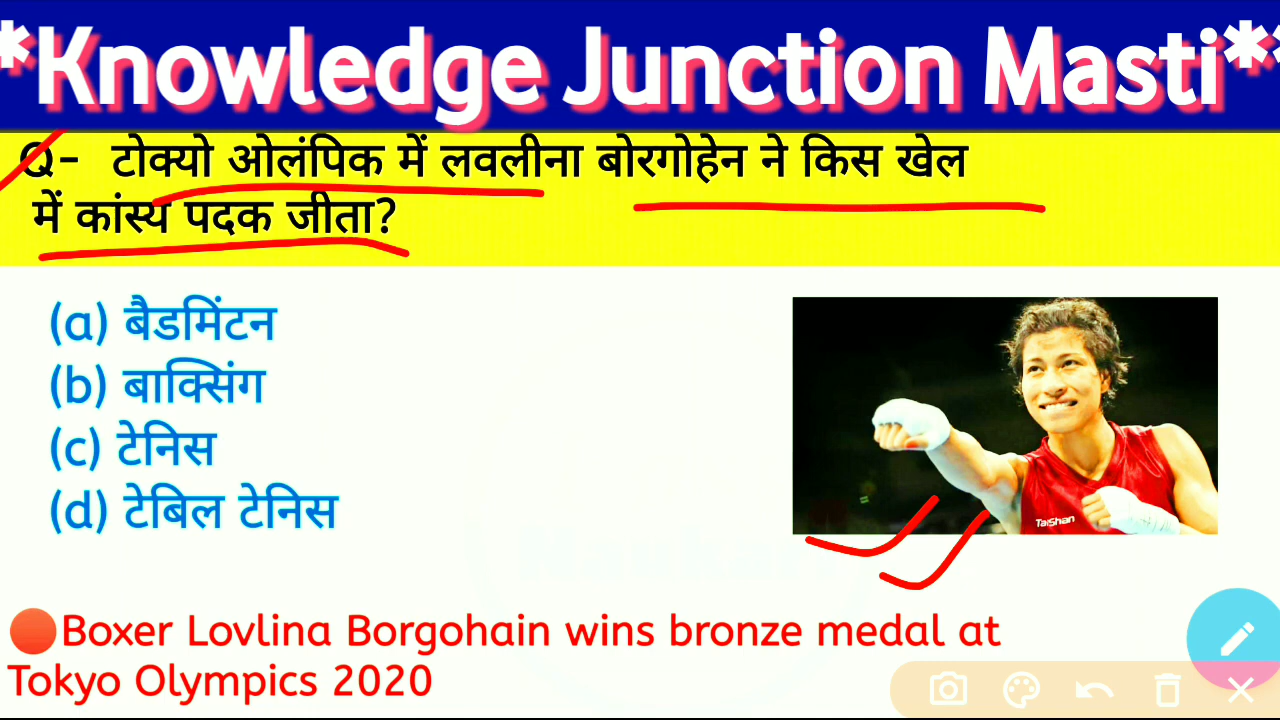 *Knowledge Junction Masti*
Q- टोक्यो ओलंपिक में लवलीना बोरगोहेन ने किस खेल
में कांस्य पदक जीता?
(a) बैडमिंटन
(b) बाक्सिंग
(c) टेनिस
(d) टेबिल टेनिस
TaiShan
🔴Boxer Lovlina Borgohain wins bronze medal at
Tokyo Olympics 2020